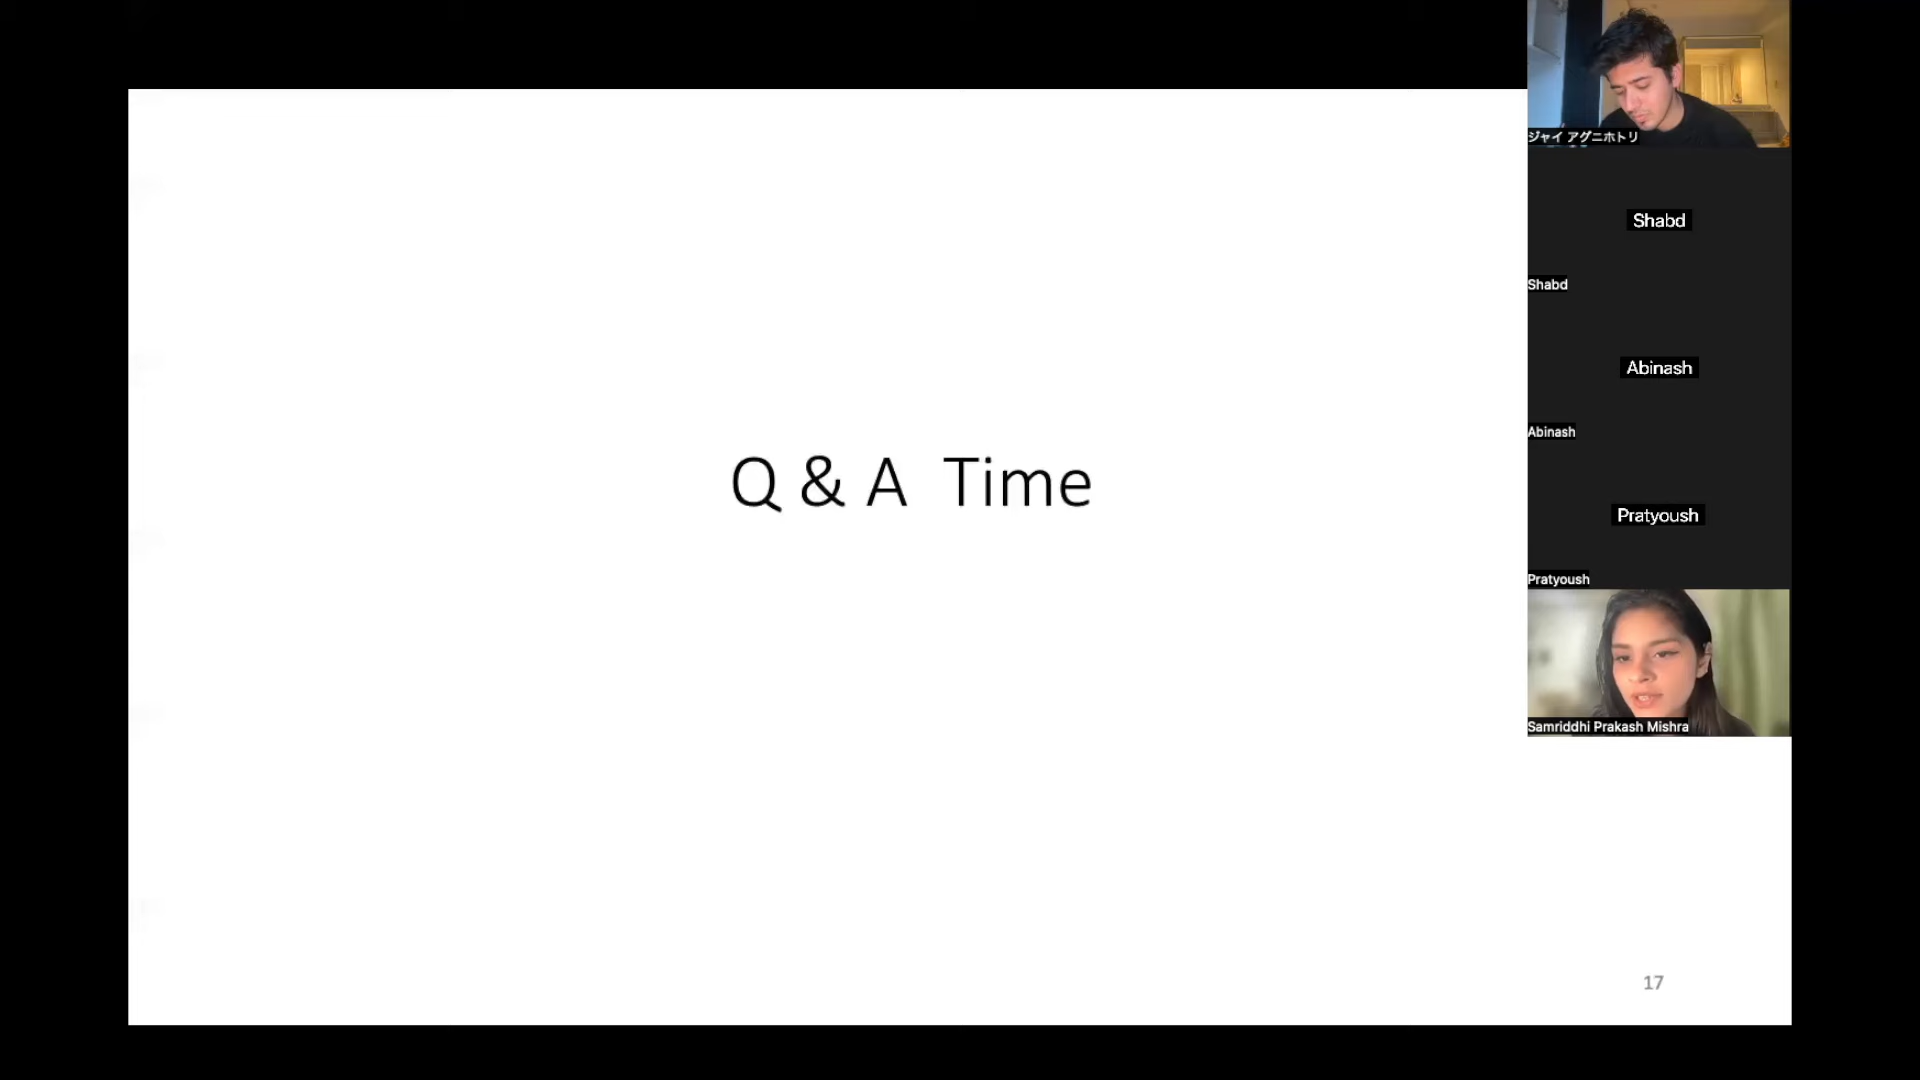 Q & A Time
17
ジャイ アグニホトリ
Shabd
Shabd
Abinash
Abinash
Pratyoush
Pratyoush
Samriddhi Prakash Mishra